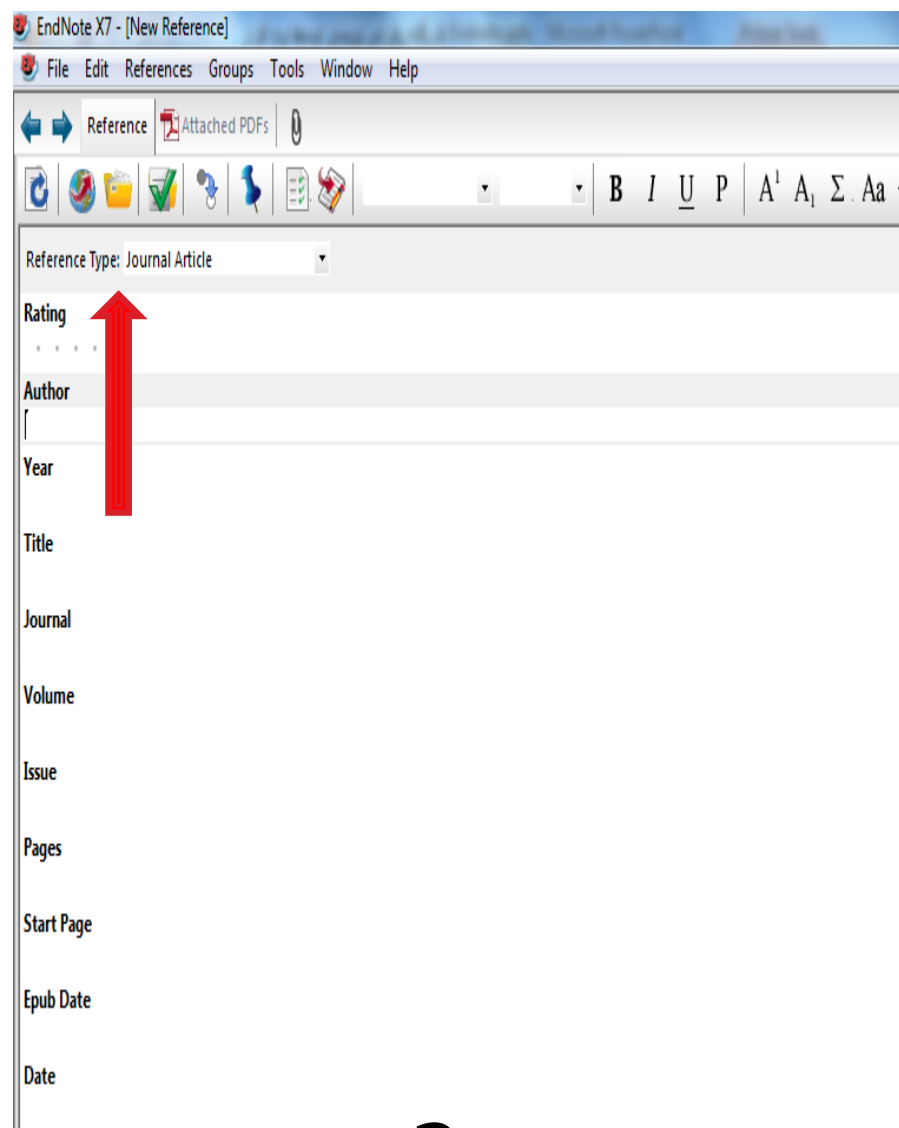 EndNote X7 - [New Reference]
File Edit References Groups Tools Window Help
Reference Attached PDFs
B I U P A1 A1 Σ Aa
Reference Type: Journal Article
Rating
Author
Year
Title
Journal
Volume
Issue
Pages
Start Page
Epub Date
Date